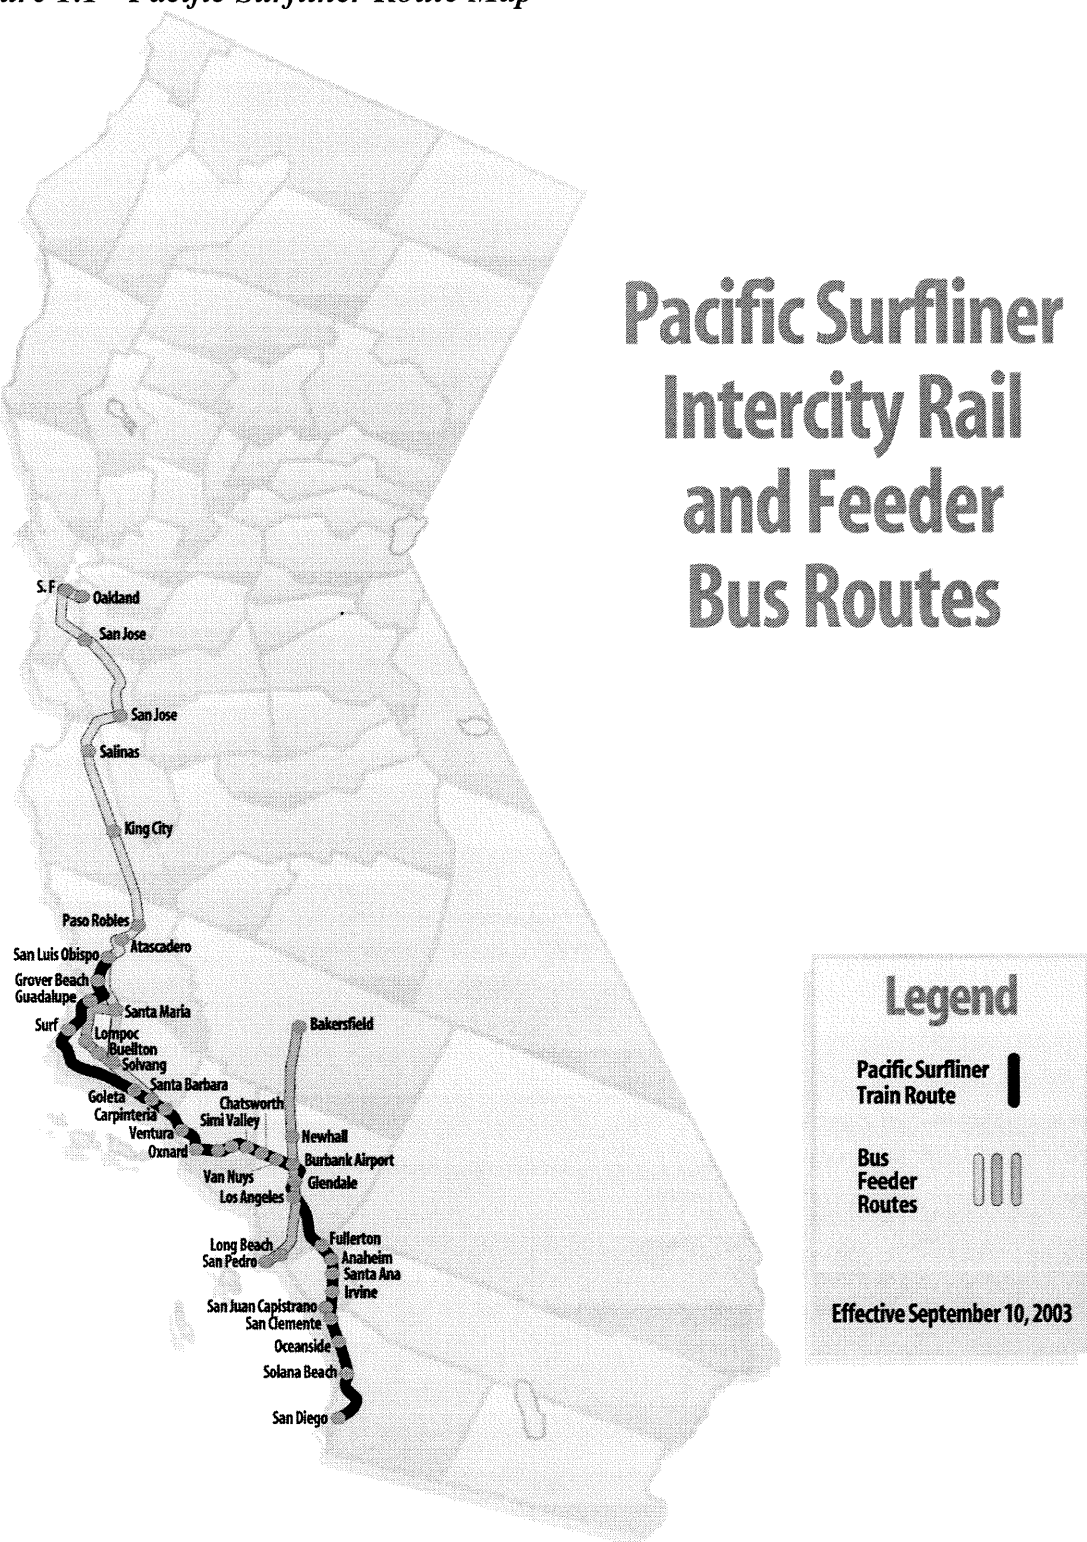 Pacific Surfliner Route Map
Pacific Surfliner
Intercity Rail
and Feeder
Bus Routes
S. F
Oakland
San Jose
San Jose
Salinas
King City
Paso Robles
Atascadero
San Luis Obispo
Grover Beach
Guadalupe
Santa Maria
Surf
Lompoc
Buellton
Solvang
Bakersfield
Santa Barbara
Goleta
Carpinteria
Chatsworth
Simi Valley
Ventura
Newhall
Oxnard
Burbank Airport
Van Nuys
Glendale
Los Angeles
Fullerton
Long Beach
Anaheim
San Pedro
Santa Ana
Irvine
San Juan Capistrano
San Clemente
Oceanside
Solana Beach
San Diego
Legend
Pacific Surfliner
Train Route
Bus
Feeder
Routes
Effective September 10, 2003